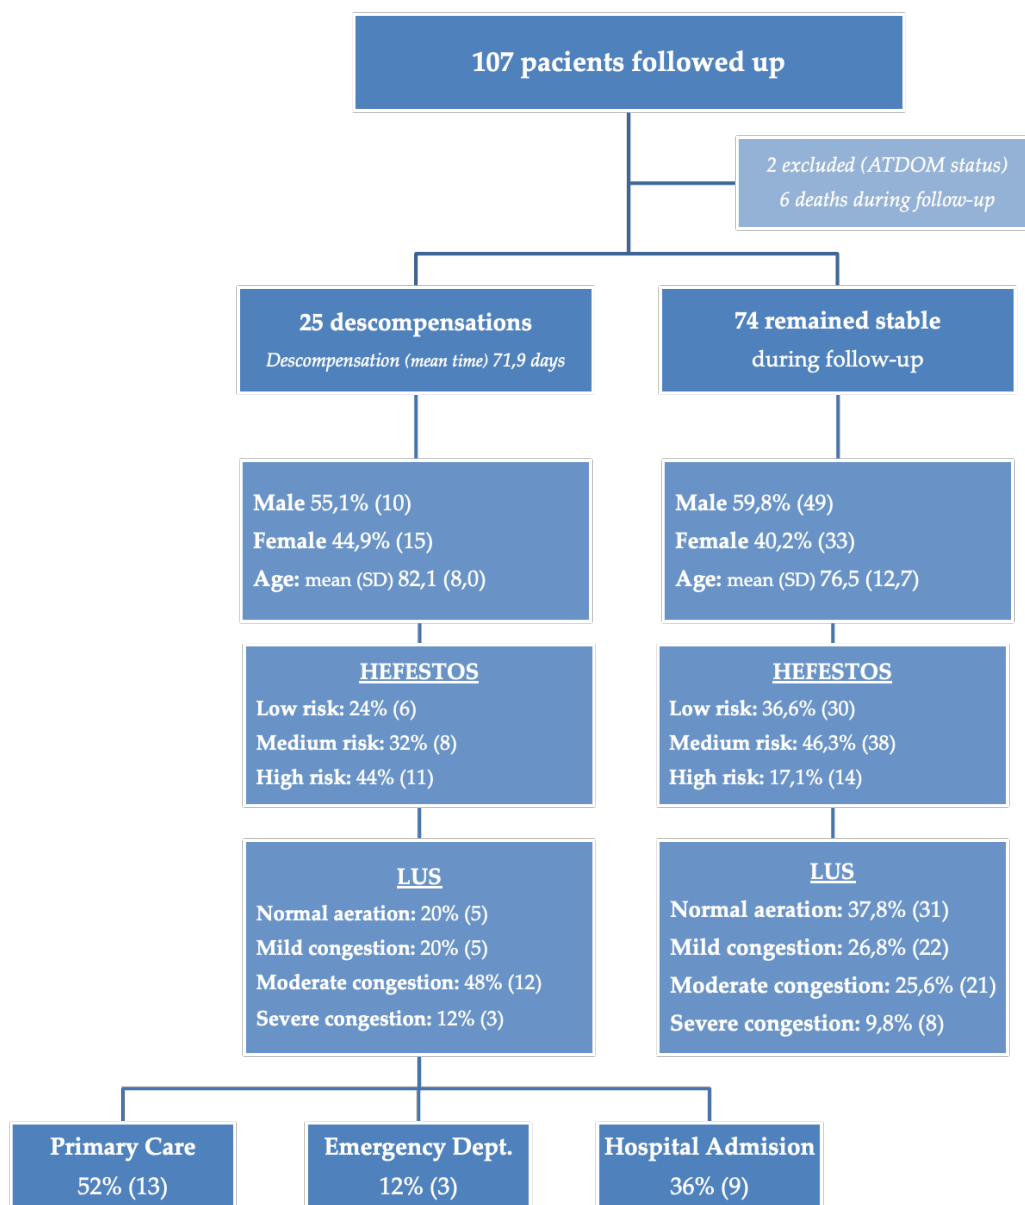 107 pacients followed up
2 excluded (ATDOM status)
6 deaths during follow-up
25 descompensations
Descompensation (mean time) 71,9 days
74 remained stable
during follow-up
Male 55,1% (10)
Female 44,9% (15)
Age: mean (SD) 82,1 (8,0)
Male 59,8% (49)
Female 40,2% (33)
Age: mean (SD) 76,5 (12,7)
HEFESTOS
Low risk: 24% (6)
Medium risk: 32% (8)
High risk: 44% (11)
HEFESTOS
Low risk: 36,6% (30)
Medium risk: 46,3% (38)
High risk: 17,1% (14)
LUS
Normal aeration: 20% (5)
Mild congestion: 20% (5)
Moderate congestion: 48% (12)
Severe congestion: 12% (3)
LUS
Normal aeration: 37,8% (31)
Mild congestion: 26,8% (22)
Moderate congestion: 25,6% (21)
Severe congestion: 9,8% (8)
Primary Care
52% (13)
Emergency Dept.
12% (3)
Hospital Admision
36% (9)